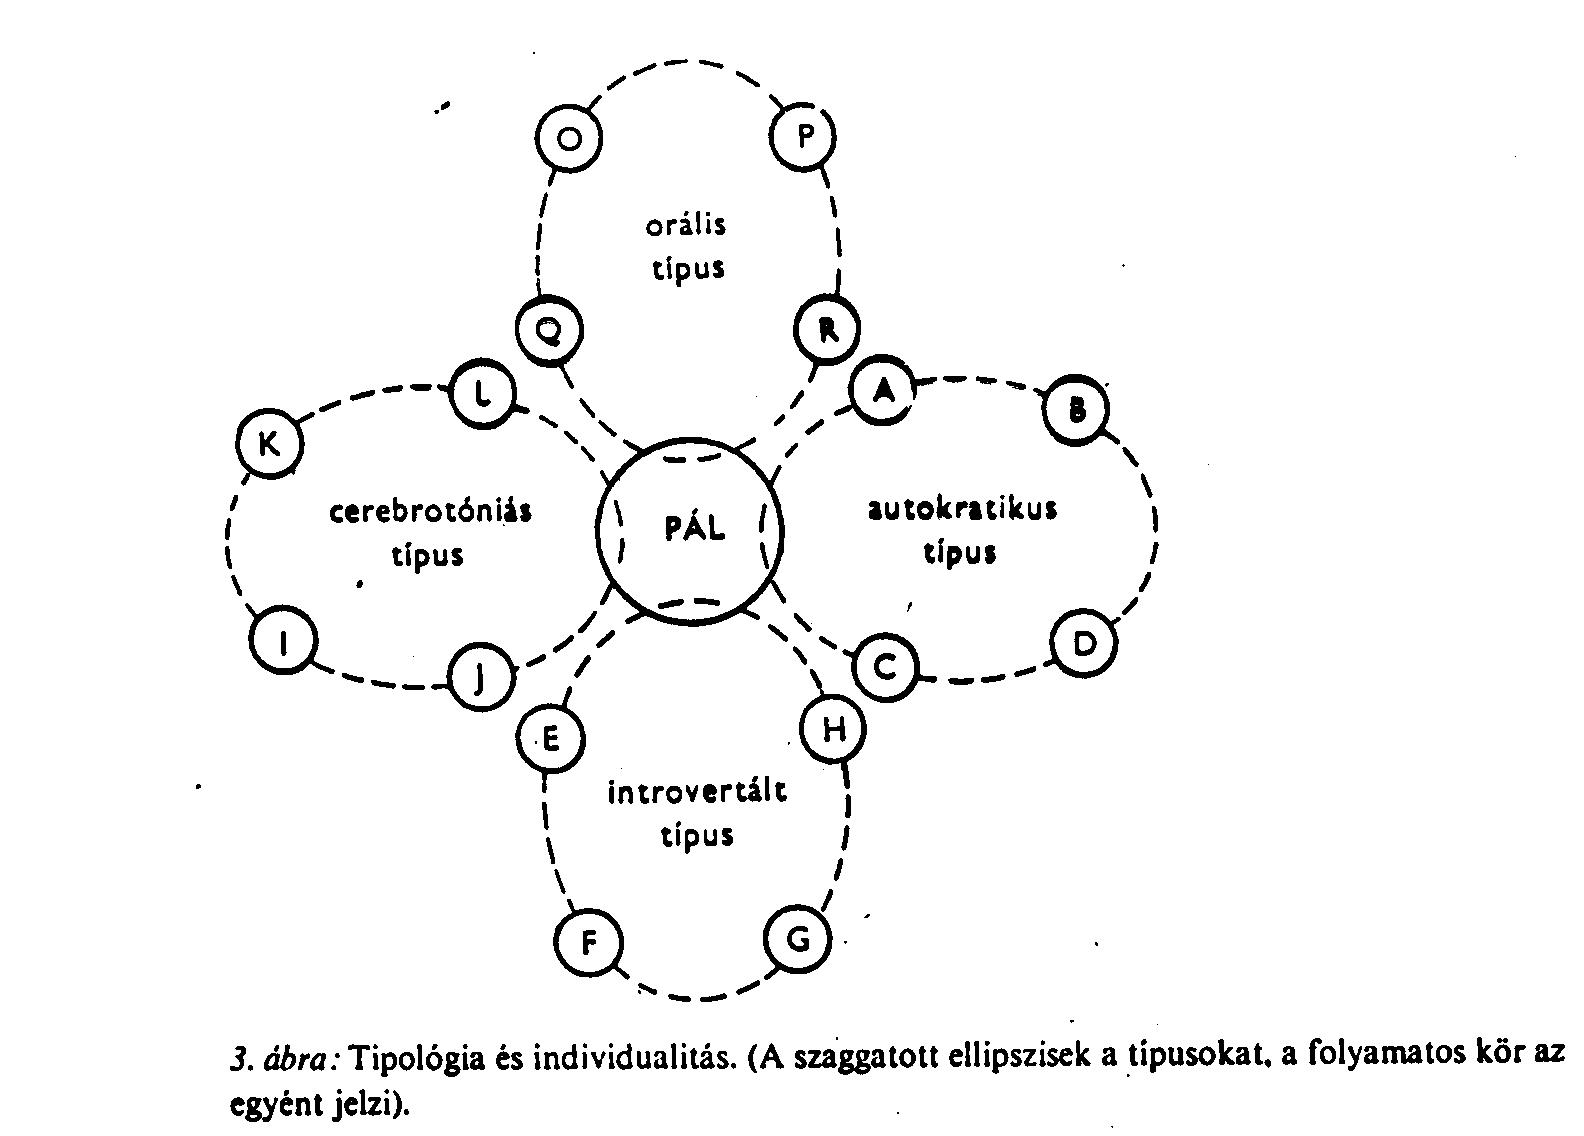 O
P
orális
típus
Q
R
L
A
B
K
cerebrotóniás
típus
PÁL
autokratikus
típus
I
J
C
D
E
H
introvertált
típus
F
G
3. ábra: Tipológia és individualitás. (A szaggatott ellipszisek a típusokat, a folyamatos kör az
egyént jelzi).